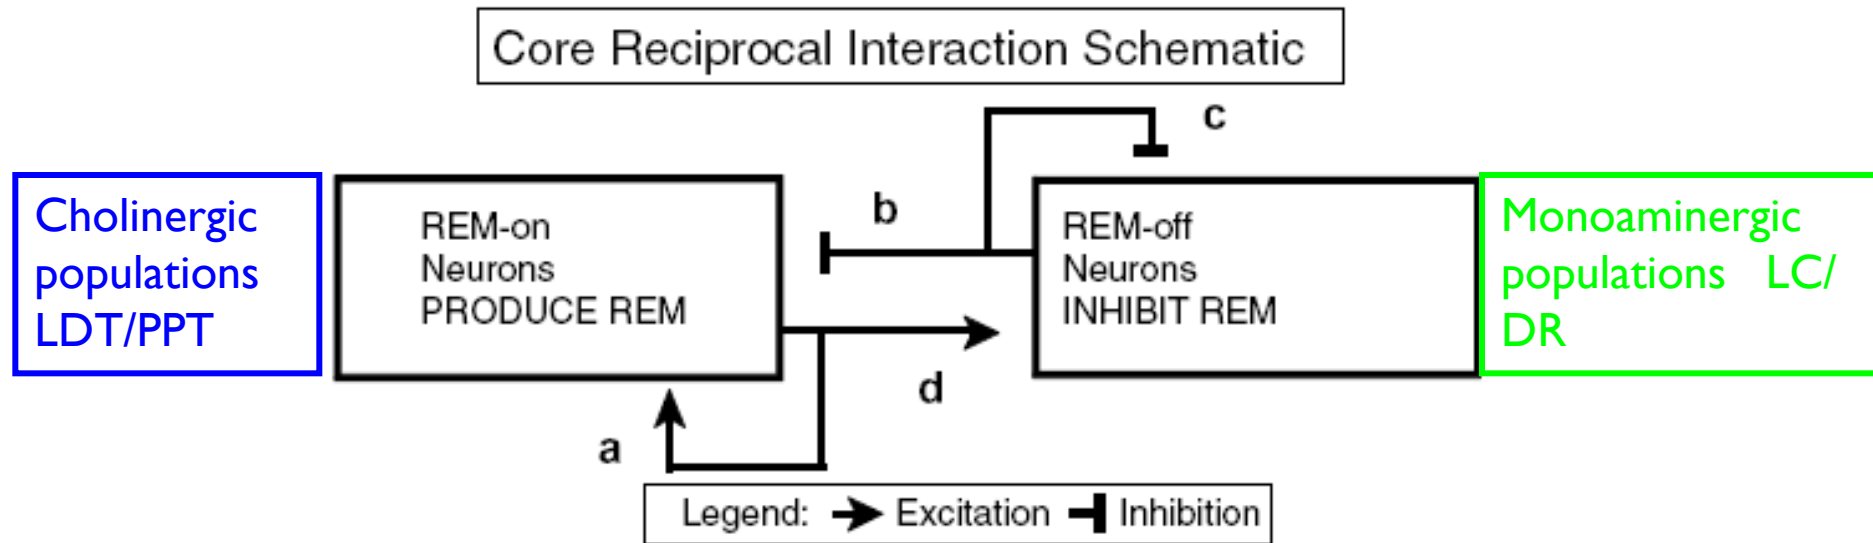 Core Reciprocal Interaction Schematic
c
Cholinergic
populations
LDT/PPT
REM-on
Neurons
PRODUCE REM
b
REM-off
Neurons
INHIBIT REM
Monoaminergic
populations LC/
DR
d
a
Legend: Excitation Inhibition